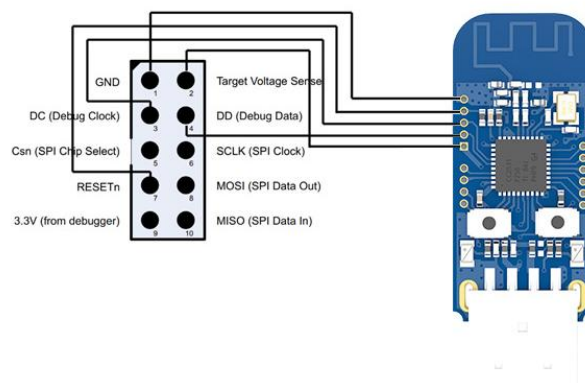 GND
1
2
Target Voltage Sense
DC (Debug Clock)
3
4
DD (Debug Data)
Csn (SPI Chip Select)
5
6
SCLK (SPI Clock)
RESETn
7
8
MOSI (SPI Data Out)
3.3V (from debugger)
9
10
MISO (SPI Data In)